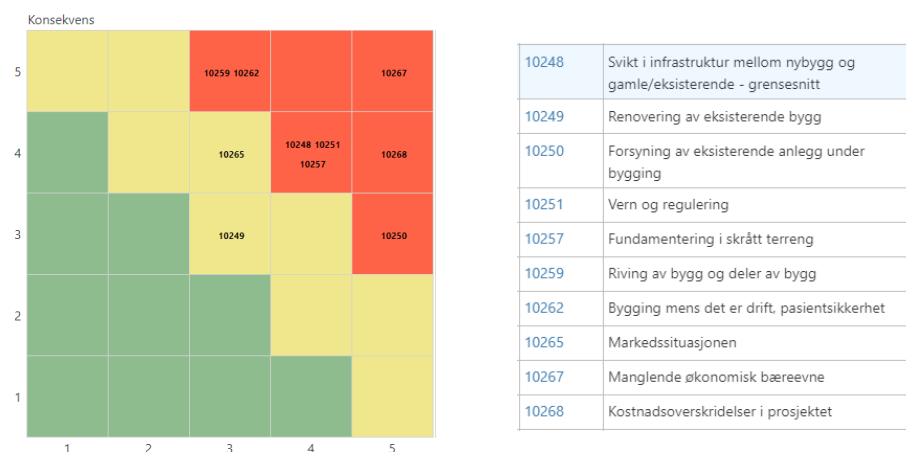 Konsekvens
5
10259 10262
10267
4
10265
10248 10251
10257
10268
3
10249
10250
2
1
1 2 3 4 5
10248 Svikt i infrastruktur mellom nybygg og
gamle/eksisterende - grensesnitt
10249 Renovering av eksisterende bygg
10250 Forsyning av eksisterende anlegg under
bygging
10251 Vern og regulering
10257 Fundamentering i skrått terreng
10259 Riving av bygg og deler av bygg
10262 Bygging mens det er drift, pasientsikkerhet
10265 Markedssituasjonen
10267 Manglende økonomisk bæreevne
10268 Kostnadsoverskridelser i prosjektet